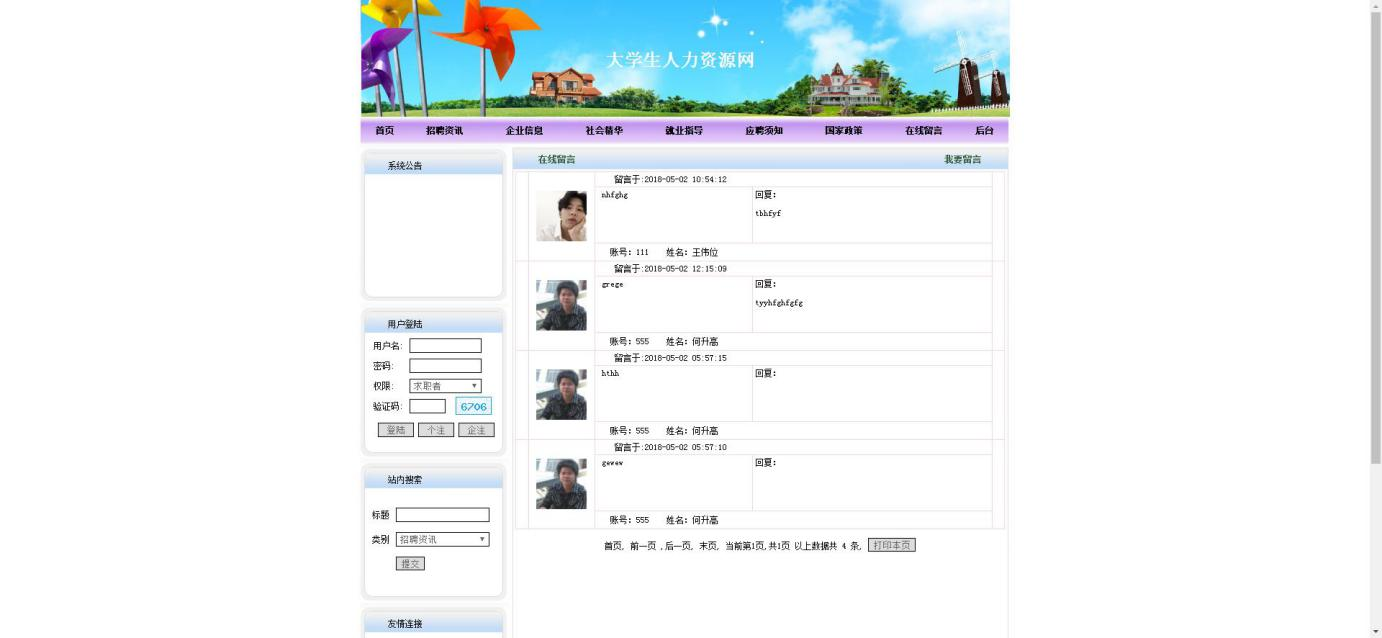 大学生人力资源网
首页 招聘资讯 企业信息 社会精华 就业指导 应聘须知 国家政策 在线留言 后台
系统公告
用户登陆
用户名:
密码:
权限: 求职者
验证码: 6706
登陆 个注 企注
站内搜索
标题
类别 招聘资讯
提交
友情连接
在线留言 我要留言
留言于:2018-05-02 10:54:12
nhfghg 回复:
tbhfyf
账号: 111 姓名: 王伟位
留言于:2018-05-02 12:15:09
grege 回复:
tyyhfghfgfg
账号: 555 姓名: 何升高
留言于:2018-05-02 05:57:15
hthh 回复:
账号: 555 姓名: 何升高
留言于:2018-05-02 05:57:10
gewew 回复:
账号: 555 姓名: 何升高
首页, 前一页 ,后一页, 末页, 当前第1页,共1页 以上数据共 4 条, 打印本页